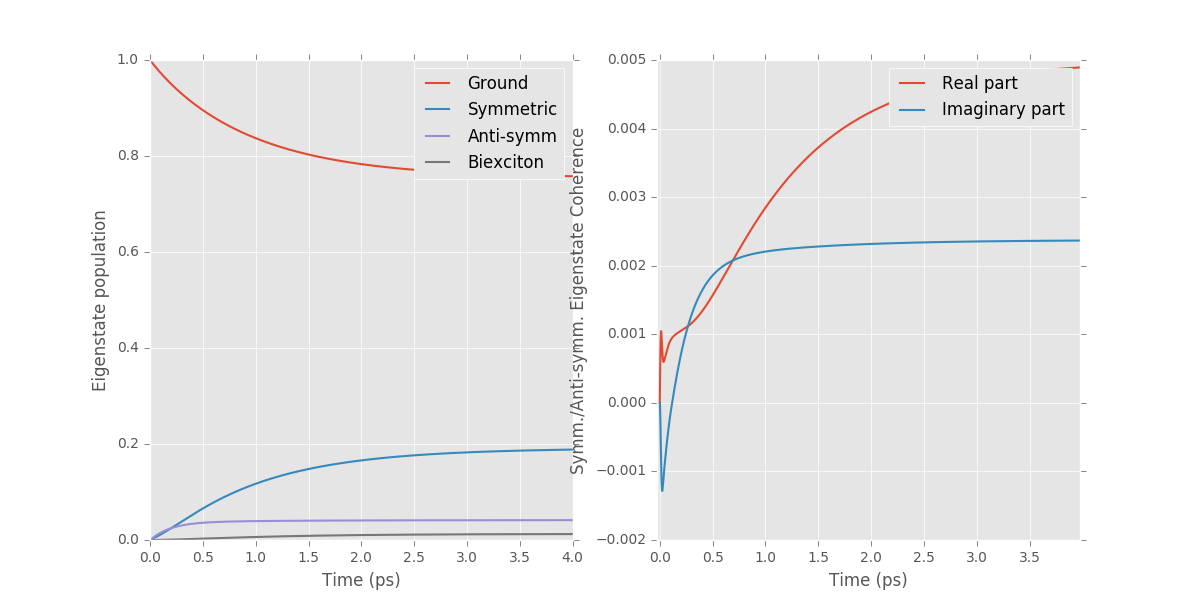 1.0
0.8
0.6
0.4
0.2
0.0
Eigenstate population
Ground
Symmetric
Anti-symm
Biexciton
0.0 0.5 1.0 1.5 2.0 2.5 3.0 3.5 4.0
Time (ps)
0.005
0.004
0.003
0.002
0.001
0.000
−0.001
−0.002
Symm./Anti-symm. Eigenstate Coherence
Real part
Imaginary part
0.0 0.5 1.0 1.5 2.0 2.5 3.0 3.5
Time (ps)